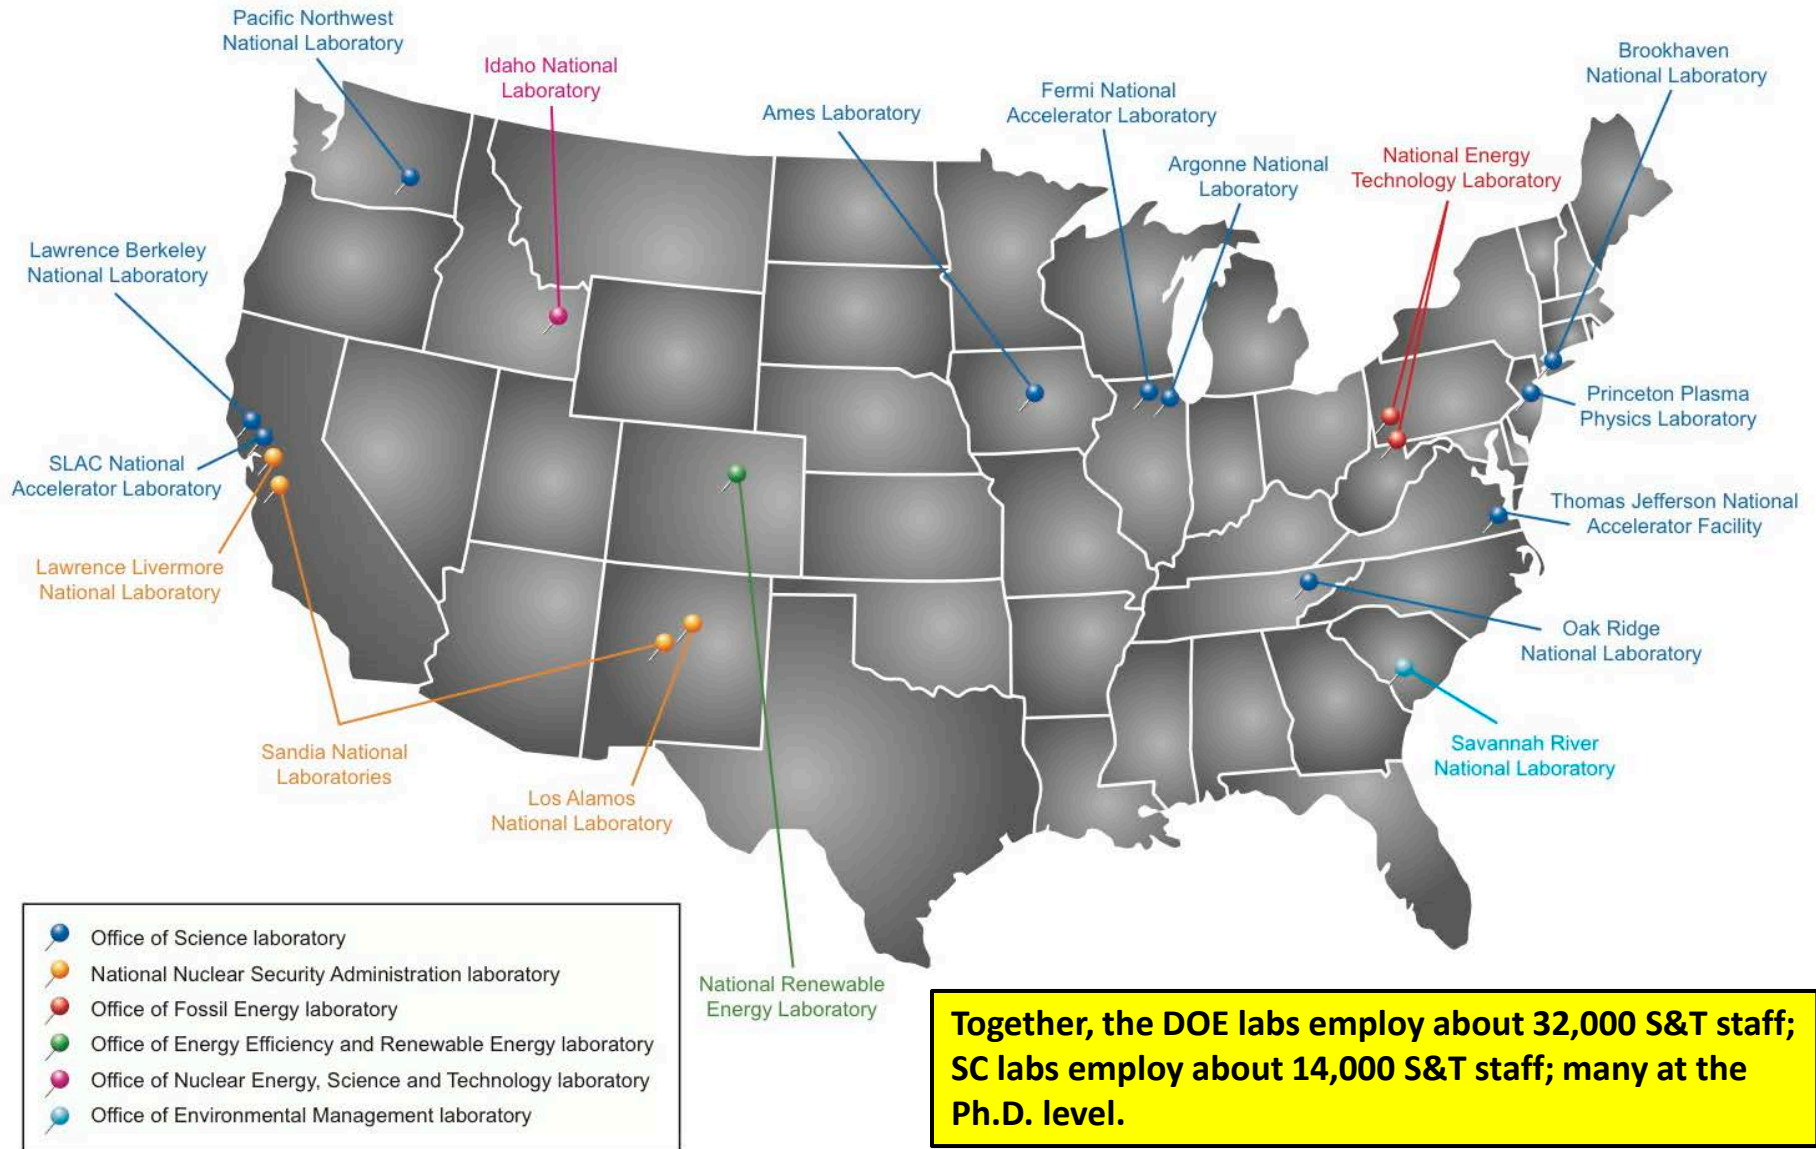 Pacific Northwest
National Laboratory
Idaho National
Laboratory
Ames Laboratory
Fermi National
Accelerator Laboratory
Argonne National
Laboratory
National Energy
Technology Laboratory
Brookhaven
National Laboratory
Lawrence Berkeley
National Laboratory
SLAC National
Accelerator Laboratory
Lawrence Livermore
National Laboratory
Sandia National
Laboratories
Los Alamos
National Laboratory
National Renewable
Energy Laboratory
Princeton Plasma
Physics Laboratory
Thomas Jefferson National
Accelerator Facility
Oak Ridge
National Laboratory
Savannah River
National Laboratory
Office of Science laboratory
National Nuclear Security Administration laboratory
Office of Fossil Energy laboratory
Office of Energy Efficiency and Renewable Energy laboratory
Office of Nuclear Energy, Science and Technology laboratory
Office of Environmental Management laboratory
Together, the DOE labs employ about 32,000 S&T staff;
SC labs employ about 14,000 S&T staff; many at the
Ph.D. level.